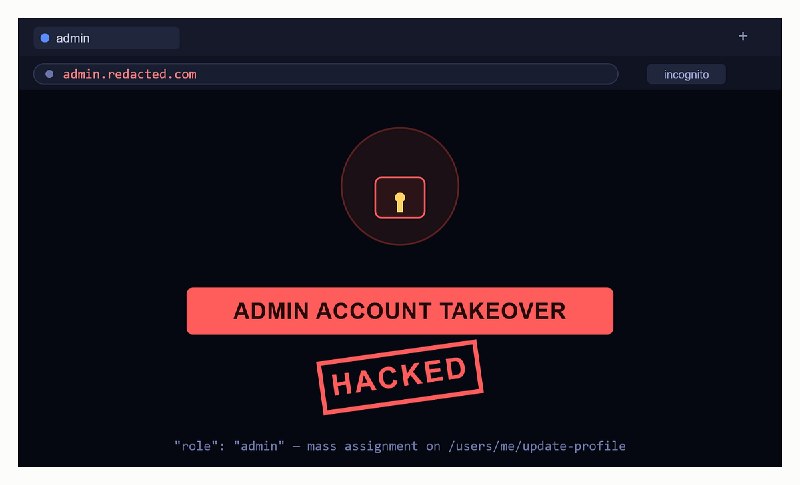 admin
+
admin.redacted.com
incognito
ADMIN ACCOUNT TAKEOVER
HACKED
"role": "admin" — mass assignment on /users/me/update-profile